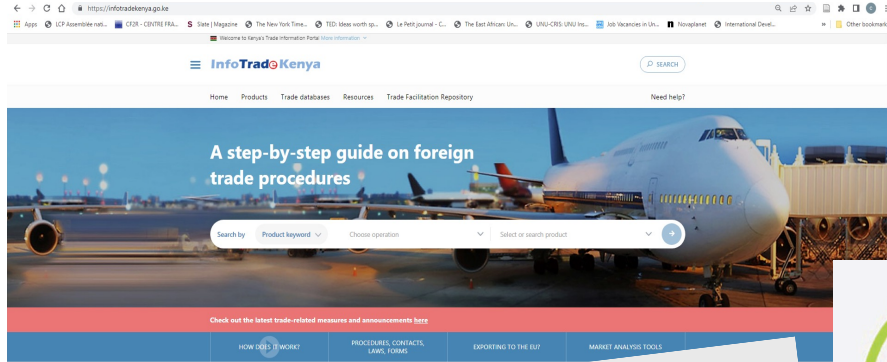 https://infotradekenya.go.ke
Apps LCP Assemblée nati... CF2R - CENTRE FRA... Slate | Magazine The New York Time... TED: Ideas worth sp... Le Petit journal - C... The East African: Un... UNU-CRIS: UNU Ins... Job Vacancies in Un... Novaplanet International Devel... » Other bookmarks
Welcome to Kenya's Trade Information Portal More information
InfoTradeKenya
SEARCH
Home Products Trade databases Resources Trade Facilitation Repository Need help?
A step-by-step guide on foreign
trade procedures
Search by Product keyword Choose operation Select or search product
Check out the latest trade-related measures and announcements here
HOW DOES IT WORK? PROCEDURES, CONTACTS, EXPORTING TO THE EU? MARKET ANALYSIS TOOLS
LAWS, FORMS